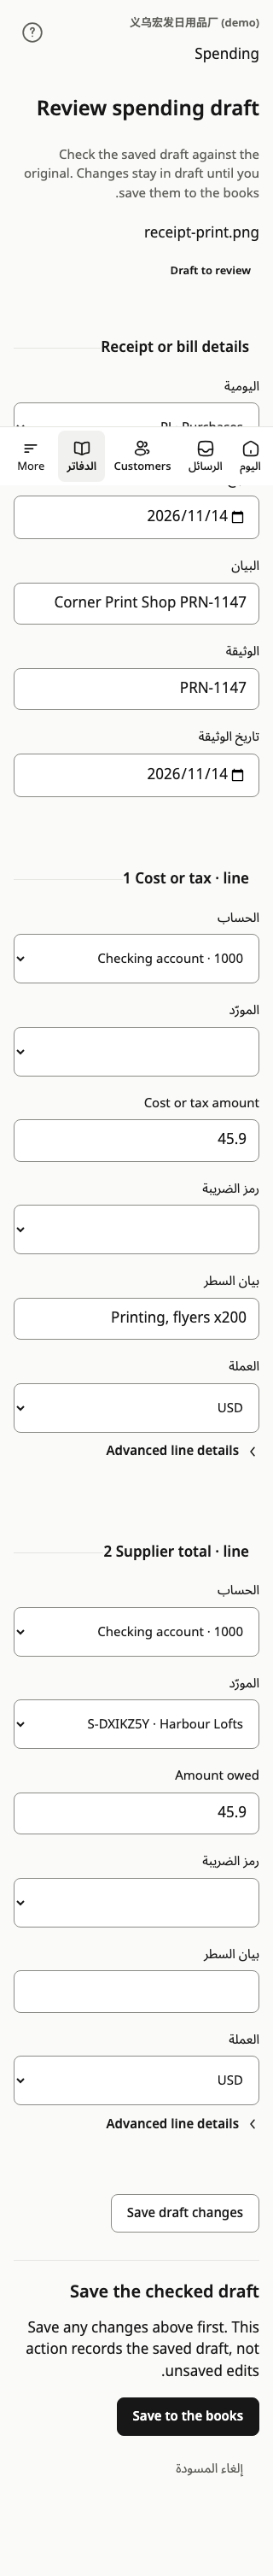 义乌宏发日用品厂 (demo)
Spending
Review spending draft
Check the saved draft against the
original. Changes stay in draft until you
save them to the books.
receipt-print.png
Draft to review
Receipt or bill details
اليومية
اليوم
الرسائل
Customers
الدفاتر
More
2026/11/14
البيان
Corner Print Shop PRN-1147
الوثيقة
PRN-1147
تاريخ الوثيقة
2026/11/14
1 Cost or tax · line
الحساب
Checking account · 1000
المورّد
Cost or tax amount
45.9
رمز الضريبة
بيان السطر
Printing, flyers x200
العملة
USD
Advanced line details
2 Supplier total · line
الحساب
Checking account · 1000
المورّد
S-DXIKZ5Y · Harbour Lofts
Amount owed
45.9
رمز الضريبة
بيان السطر
العملة
USD
Advanced line details
Save draft changes
Save the checked draft
Save any changes above first. This
action records the saved draft, not
unsaved edits.
Save to the books
إلغاء المسودة